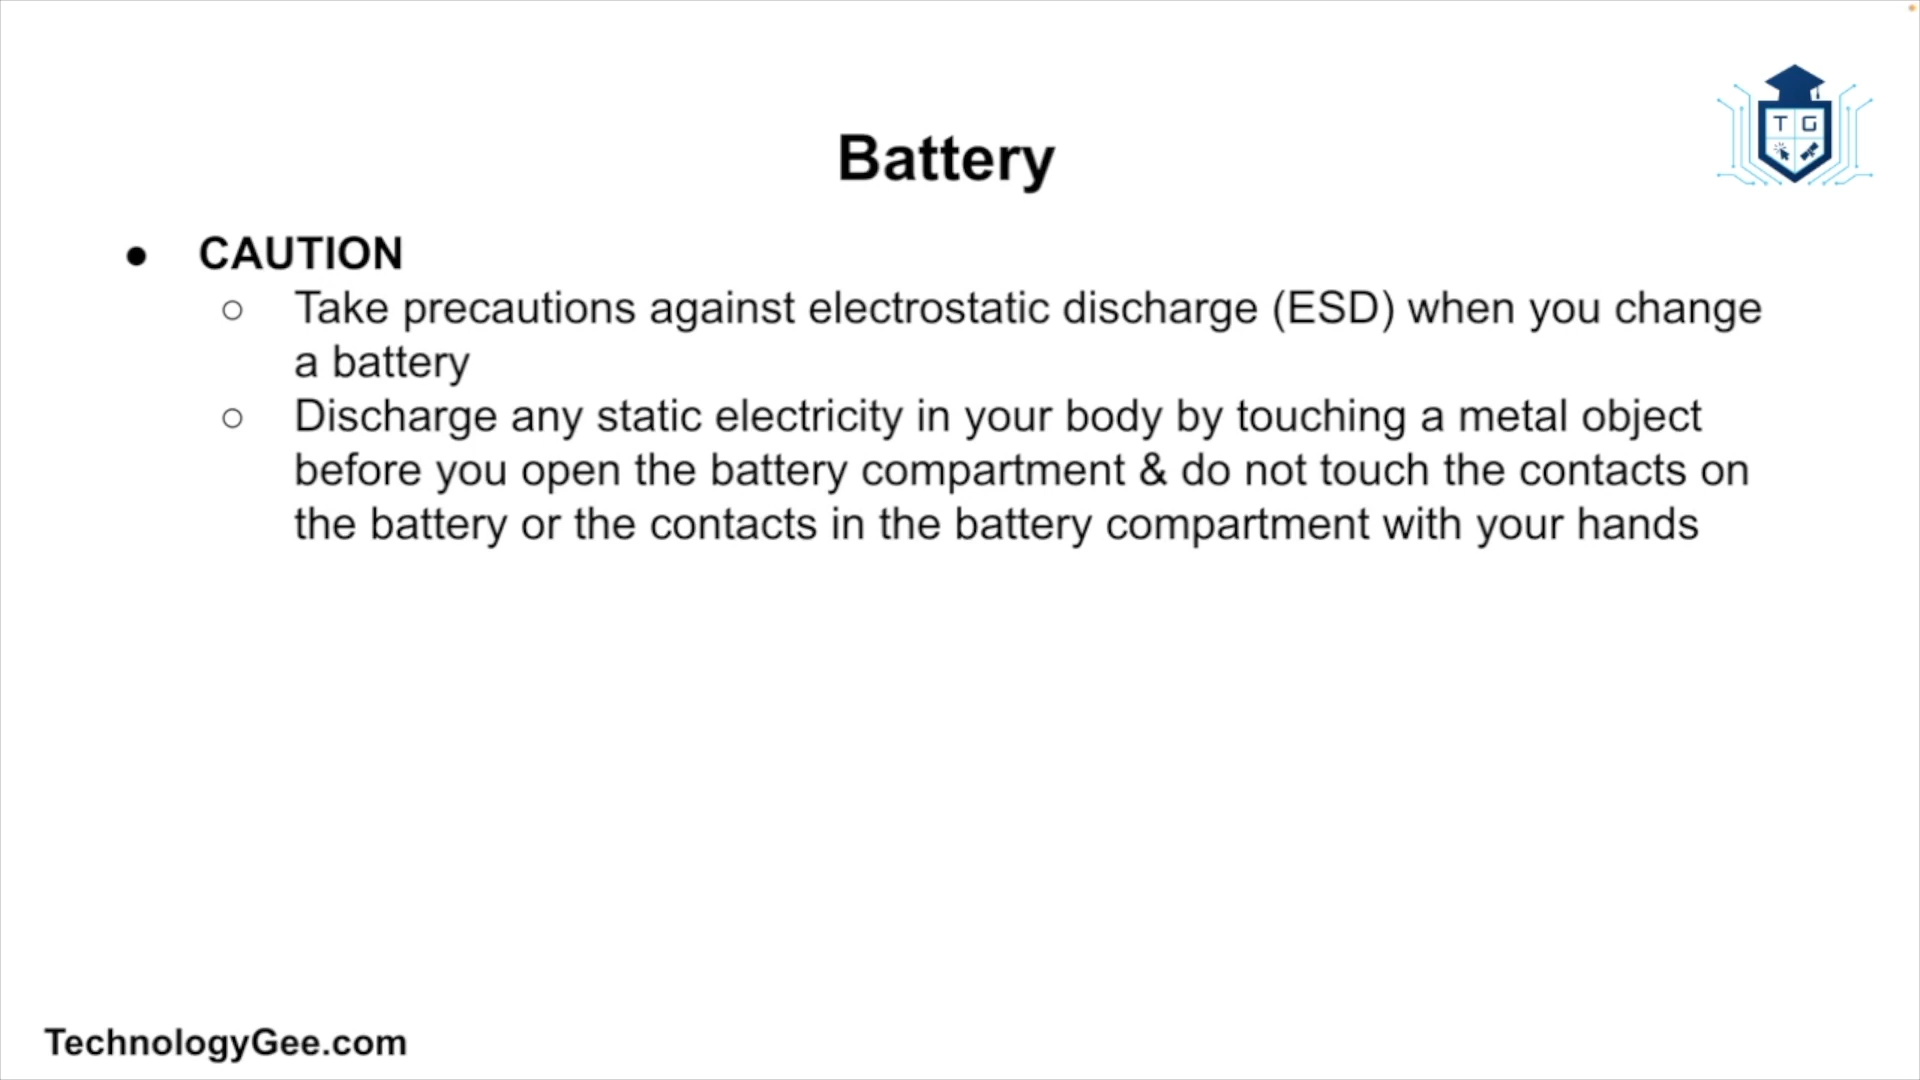 T G
Battery
● CAUTION
○ Take precautions against electrostatic discharge (ESD) when you change
a battery
○ Discharge any static electricity in your body by touching a metal object
before you open the battery compartment & do not touch the contacts on
the battery or the contacts in the battery compartment with your hands
TechnologyGee.com